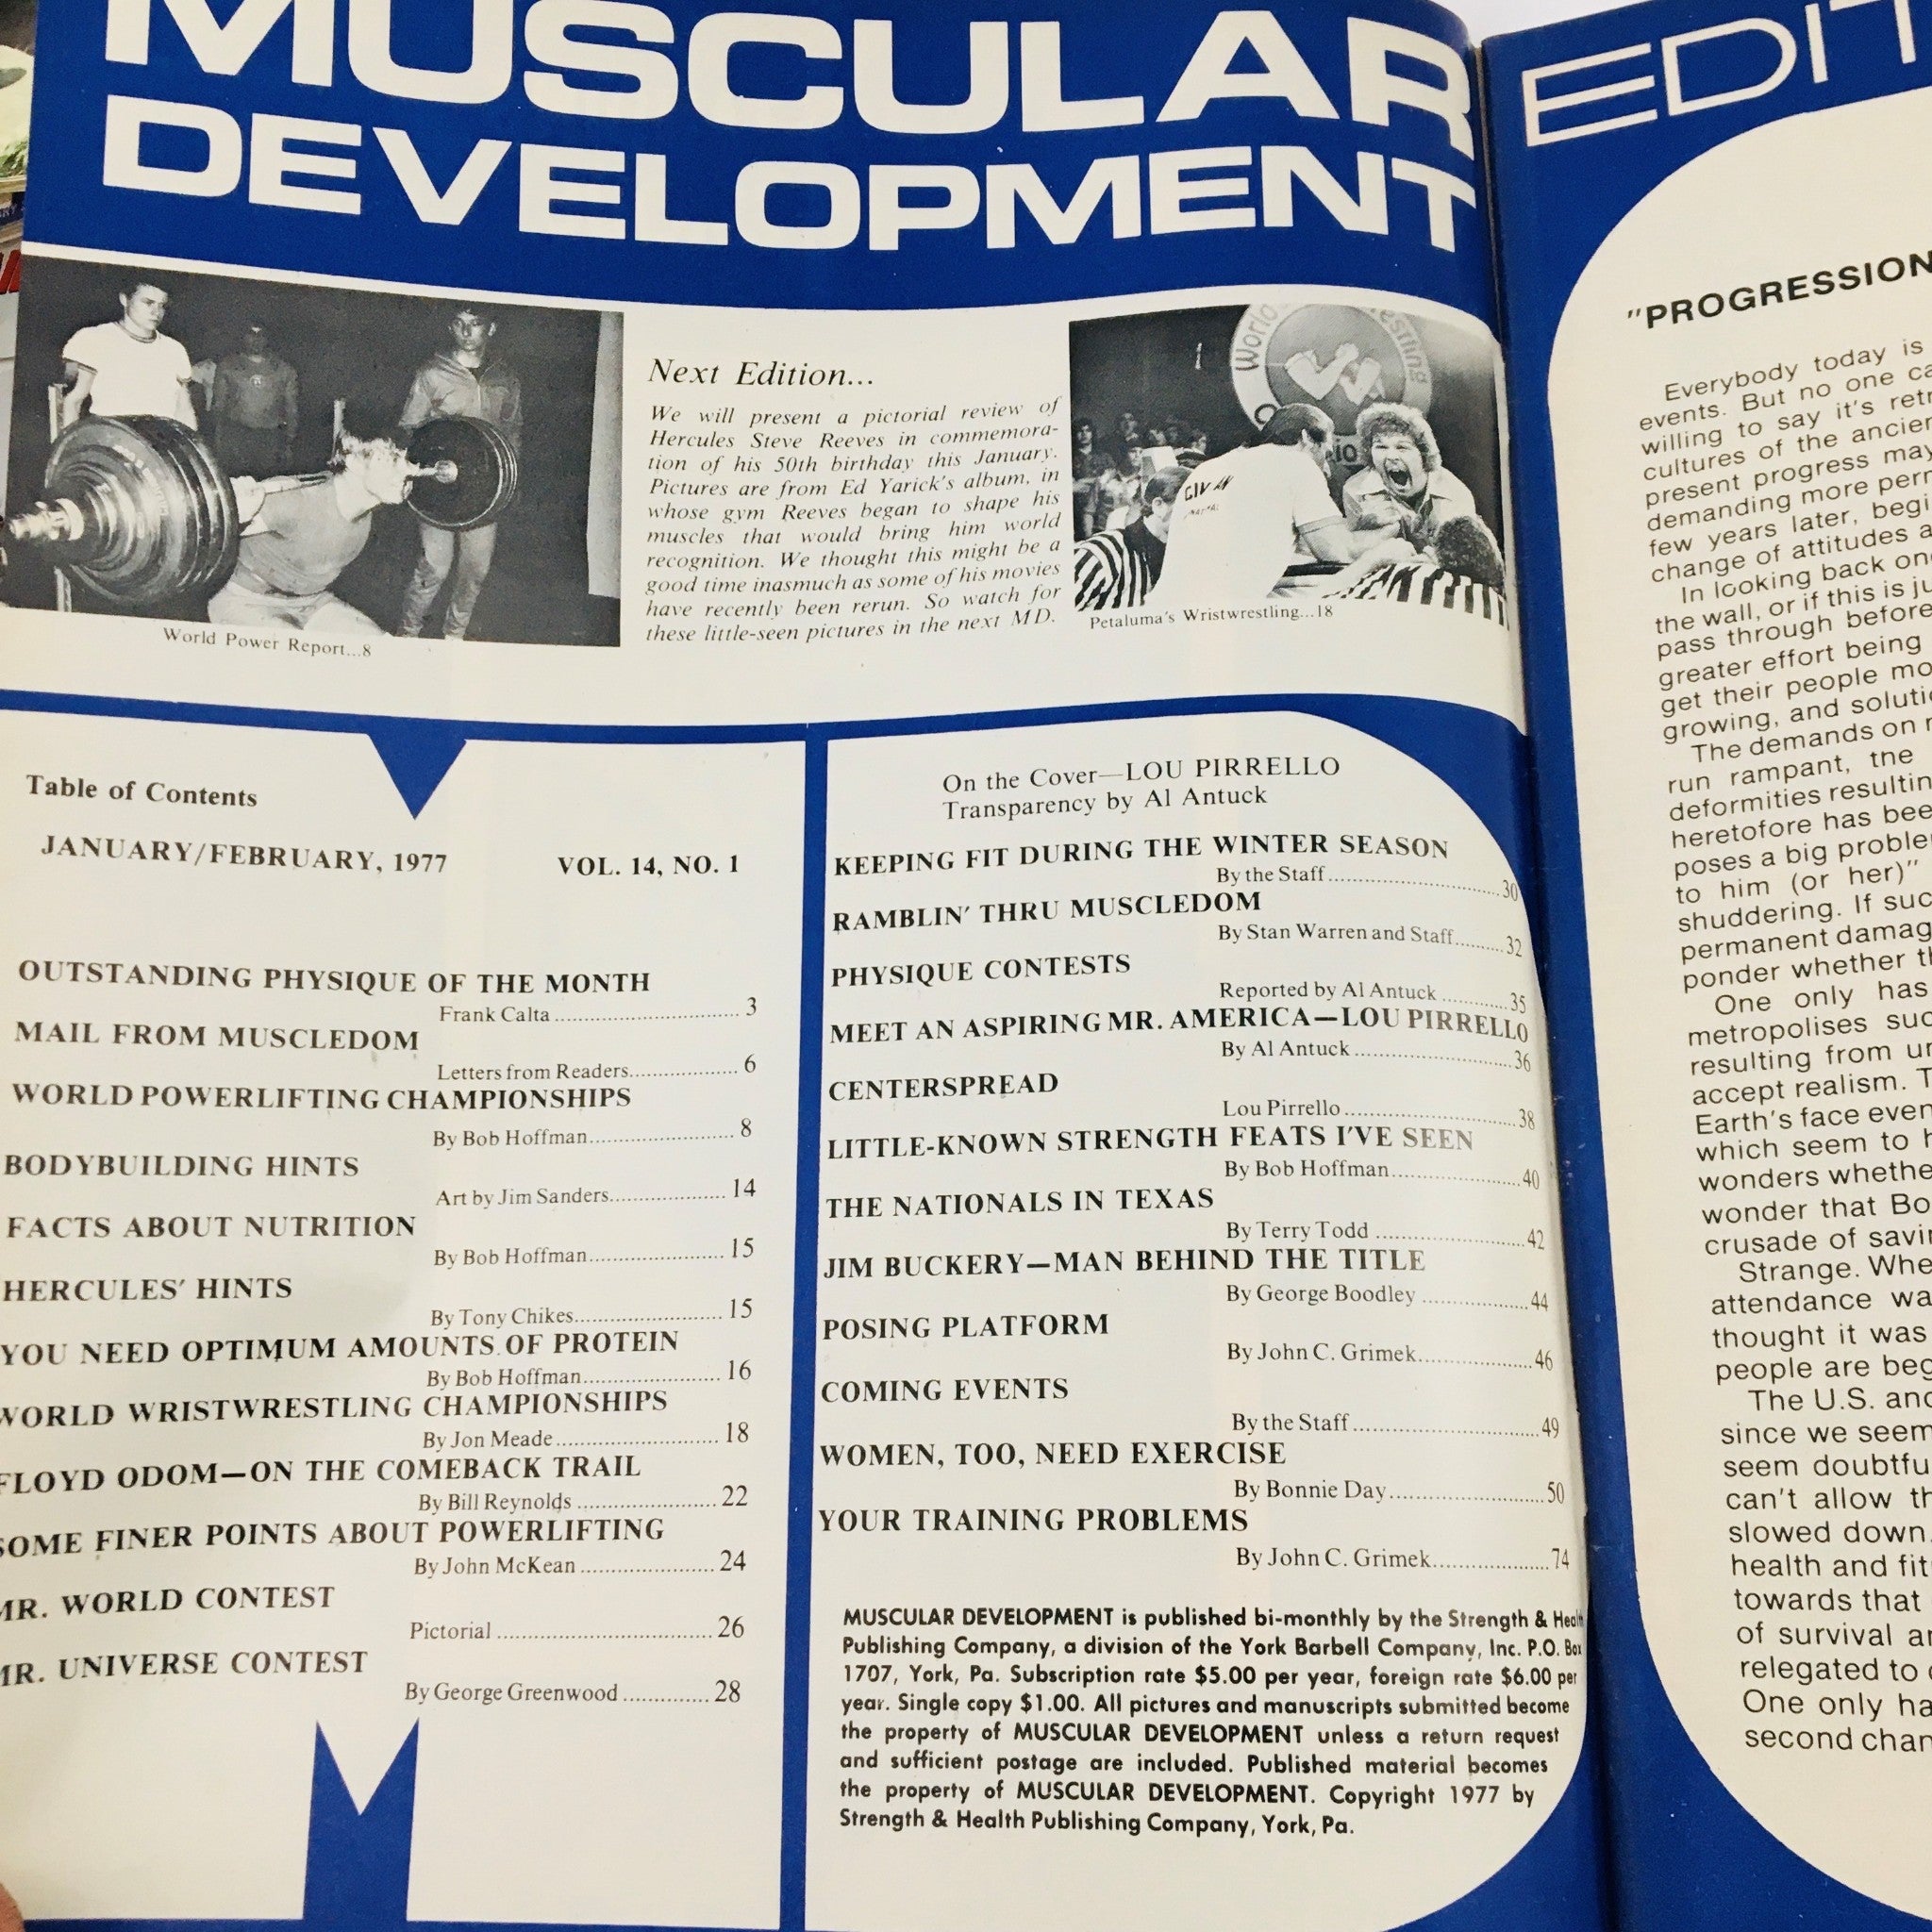 MUSCULAR
DEVELOPMENT
Next Edition...
We will present a pictorial review of
Hercules Steve Reeves in commemora-
tion of his 50th birthday this January.
Pictures are from Ed Yarick's album, in
whose gym Reeves began to shape his
muscles that would bring him world
recognition. We thought this might be a
good time inasmuch as some of his movies
have recently been rerun. So watch for
these little-seen pictures in the next MD.
World
CIVAN
World Power Report...8
Petaluma's Wristwrestling...18
Table of Contents
JANUARY/FEBRUARY, 1977 VOL. 14, NO. 1
OUTSTANDING PHYSIQUE OF THE MONTH
Frank Calta ................................ 3
MAIL FROM MUSCLEDOM
Letters from Readers................... 6
WORLD POWERLIFTING CHAMPIONSHIPS
By Bob Hoffman......................... 8
BODYBUILDING HINTS
Art by Jim Sanders.................... 14
FACTS ABOUT NUTRITION
By Bob Hoffman........................ 15
HERCULES' HINTS
By Tony Chikes.......................... 15
YOU NEED OPTIMUM AMOUNTS OF PROTEIN
By Bob Hoffman........................ 16
WORLD WRISTWRESTLING CHAMPIONSHIPS
By Jon Meade ............................ 18
FLOYD ODOM—ON THE COMEBACK TRAIL
By Bill Reynolds ........................ 22
SOME FINER POINTS ABOUT POWERLIFTING
By John McKean ....................... 24
MR. WORLD CONTEST
Pictorial ..................................... 26
MR. UNIVERSE CONTEST
By George Greenwood ............... 28
On the Cover—LOU PIRRELLO
Transparency by Al Antuck
KEEPING FIT DURING THE WINTER SEASON
By the Staff..............................30
RAMBLIN' THRU MUSCLEDOM
By Stan Warren and Staff.........32
PHYSIQUE CONTESTS
Reported by Al Antuck ............35
MEET AN ASPIRING MR. AMERICA—LOU PIRRELLO
By Al Antuck...........................36
CENTERSPREAD
Lou Pirrello..............................38
LITTLE-KNOWN STRENGTH FEATS I'VE SEEN
By Bob Hoffman......................40
THE NATIONALS IN TEXAS
By Terry Todd .........................42
JIM BUCKERY—MAN BEHIND THE TITLE
By George Boodley ..................44
POSING PLATFORM
By John C. Grimek...................46
COMING EVENTS
By the Staff..............................49
WOMEN, TOO, NEED EXERCISE
By Bonnie Day.........................50
YOUR TRAINING PROBLEMS
By John C. Grimek...................74
MUSCULAR DEVELOPMENT is published bi-monthly by the Strength & Health
Publishing Company, a division of the York Barbell Company, Inc. P.O. Box
1707, York, Pa. Subscription rate $5.00 per year, foreign rate $6.00 per
year. Single copy $1.00. All pictures and manuscripts submitted become
the property of MUSCULAR DEVELOPMENT unless a return request
and sufficient postage are included. Published material becomes
the property of MUSCULAR DEVELOPMENT. Copyright 1977 by
Strength & Health Publishing Company, York, Pa.
EDIT
"PROGRESSION
Everybody today is
events. But no one ca
willing to say it's retr
cultures of the ancien
present progress may
demanding more perm
few years later, begi
change of attitudes a
In looking back on
the wall, or if this is ju
pass through before
greater effort being
get their people mo
growing, and soluti
The demands on
run rampant, the
deformities resultin
heretofore has bee
poses a big proble
to him (or her)"
shuddering. If suc
permanent damag
ponder whether th
One only has
metropolises suc
resulting from ur
accept realism. T
Earth's face even
which seem to h
wonders whethe
wonder that Bo
crusade of savin
Strange. Whe
attendance wa
thought it was
people are beg
The U.S. and
since we seem
seem doubtfu
can't allow th
slowed down.
health and fit
towards that
of survival an
relegated to
One only ha
second chan